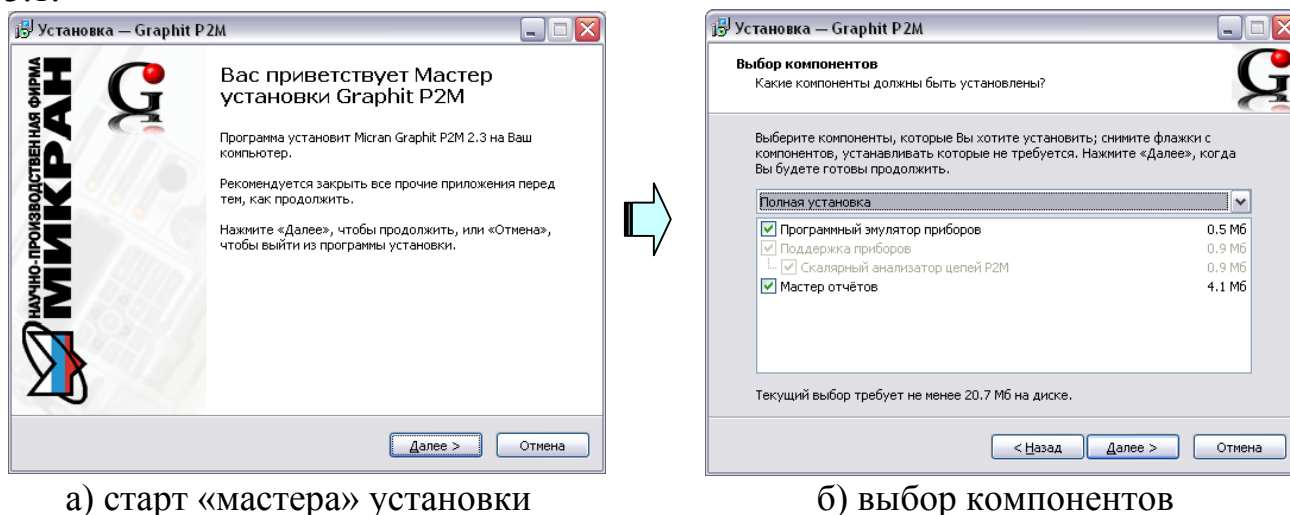 Установка — Graphit P2M
НАУЧНО-ПРОИЗВОДСТВЕННАЯ ФИРМА
МИКРАН
G
Вас приветствует Мастер
установки Graphit P2M
Программа установит Micran Graphit P2M 2.3 на Ваш
компьютер.
Рекомендуется закрыть все прочие приложения перед
тем, как продолжить.
Нажмите «Далее», чтобы продолжить, или «Отмена»,
чтобы выйти из программы установки.
Далее >
Отмена
а) старт «мастера» установки
Установка — Graphit P2M
Выбор компонентов
Какие компоненты должны быть установлены?
G
Выберите компоненты, которые Вы хотите установить; снимите флажки с
компонентов, устанавливать которые не требуется. Нажмите «Далее», когда
Вы будете готовы продолжить.
Полная установка
Программный эмулятор приборов 0.5 Мб
Поддержка приборов 0.9 Мб
Скалярный анализатор цепей Р2М 0.9 Мб
Мастер отчётов 4.1 Мб
Текущий выбор требует не менее 20.7 Мб на диске.
< Назад
Далее >
Отмена
б) выбор компонентов